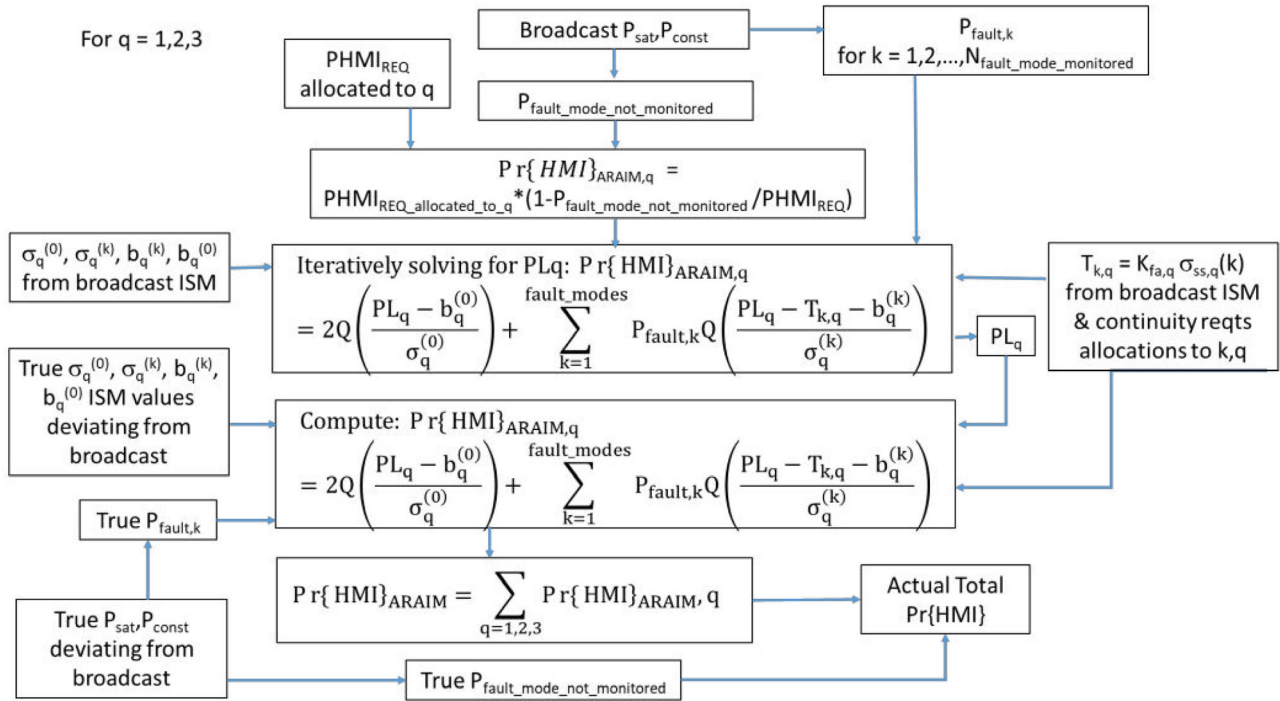 For q = 1,2,3
PHMI_REQ
allocated to q
Broadcast P_sat,P_const
P_fault,k
for k = 1,2,...,N_fault_mode_monitored
P_fault_mode_not_monitored
Pr{HMI}_ARAIM,q =
PHMI_REQ_allocated_to_q*(1-P_fault_mode_not_monitored/PHMI_REQ)
σ_q^(0), σ_q^(k), b_q^(k), b_q^(0)
from broadcast ISM
Iteratively solving for PLq: Pr{HMI}_ARAIM,q
= 2Q((PL_q − b_q^(0))/σ_q^(0)) + ∑_{k=1}^{fault_modes} P_fault,k Q((PL_q − T_k,q − b_q^(k))/σ_q^(k))
T_k,q = K_fa,q σ_ss,q(k)
from broadcast ISM
& continuity reqts
allocations to k,q
PL_q
True σ_q^(0), σ_q^(k), b_q^(k),
b_q^(0) ISM values
deviating from
broadcast
Compute: Pr{HMI}_ARAIM,q
= 2Q((PL_q − b_q^(0))/σ_q^(0)) + ∑_{k=1}^{fault_modes} P_fault,k Q((PL_q − T_k,q − b_q^(k))/σ_q^(k))
True P_fault,k
Pr{HMI}_ARAIM = ∑_{q=1,2,3} Pr{HMI}_ARAIM, q
Actual Total
Pr{HMI}
True P_sat,P_const
deviating from
broadcast
True P_fault_mode_not_monitored